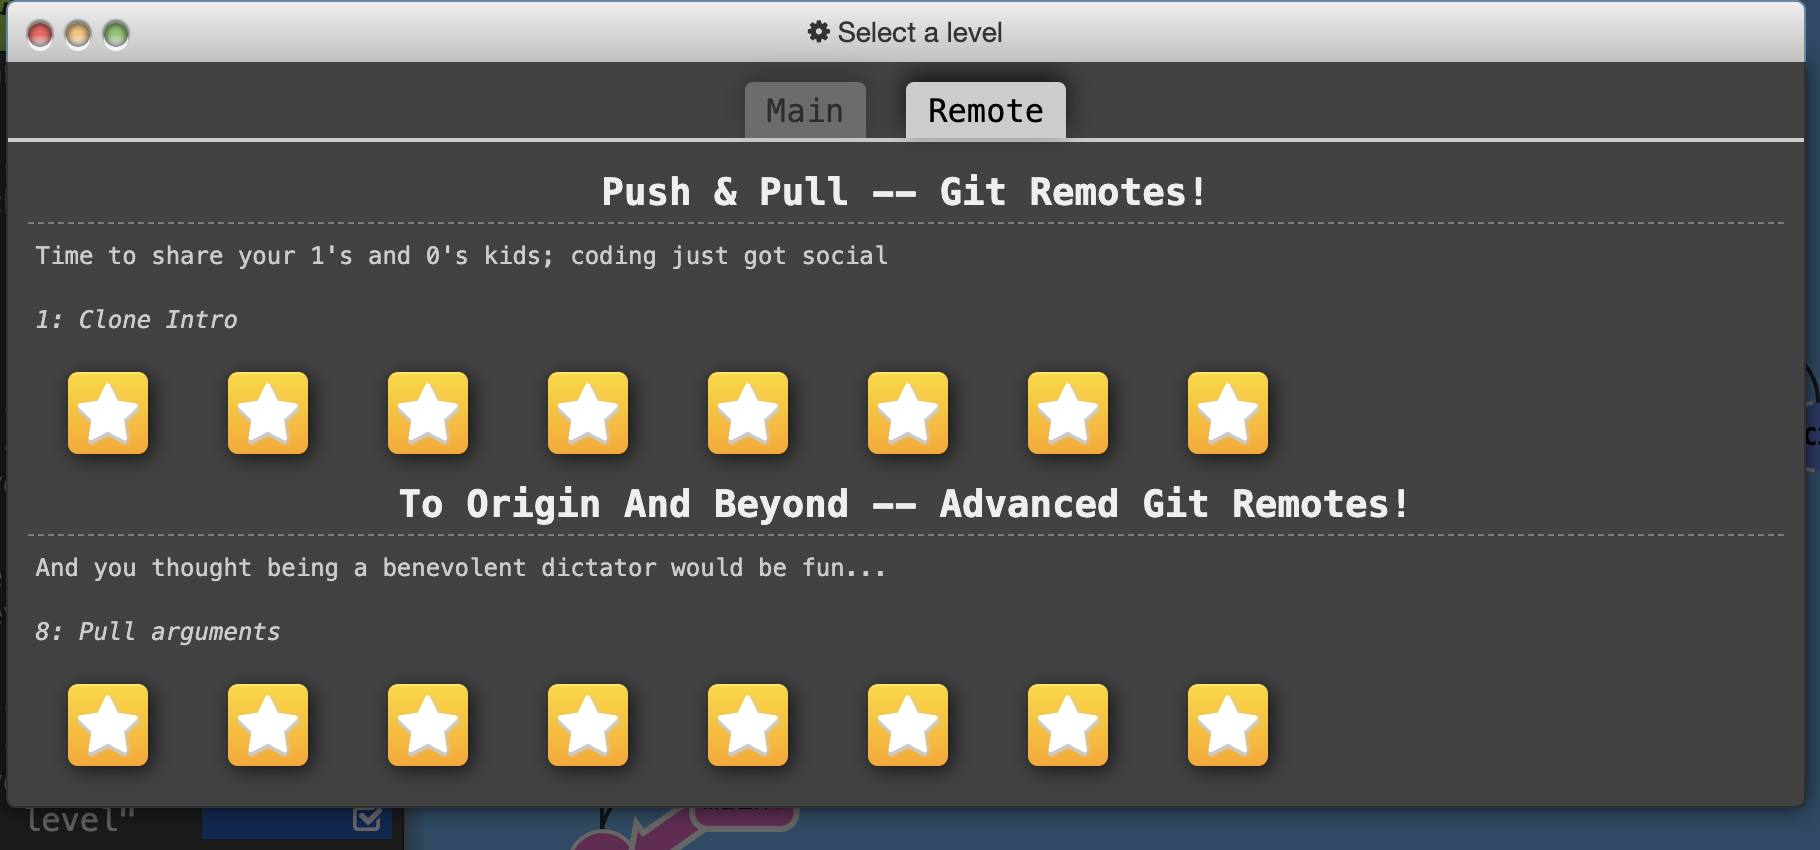 Select a level
Main
Remote
Push & Pull -- Git Remotes!
Time to share your 1's and 0's kids; coding just got social
1: Clone Intro
To Origin And Beyond -- Advanced Git Remotes!
And you thought being a benevolent dictator would be fun...
8: Pull arguments
level"